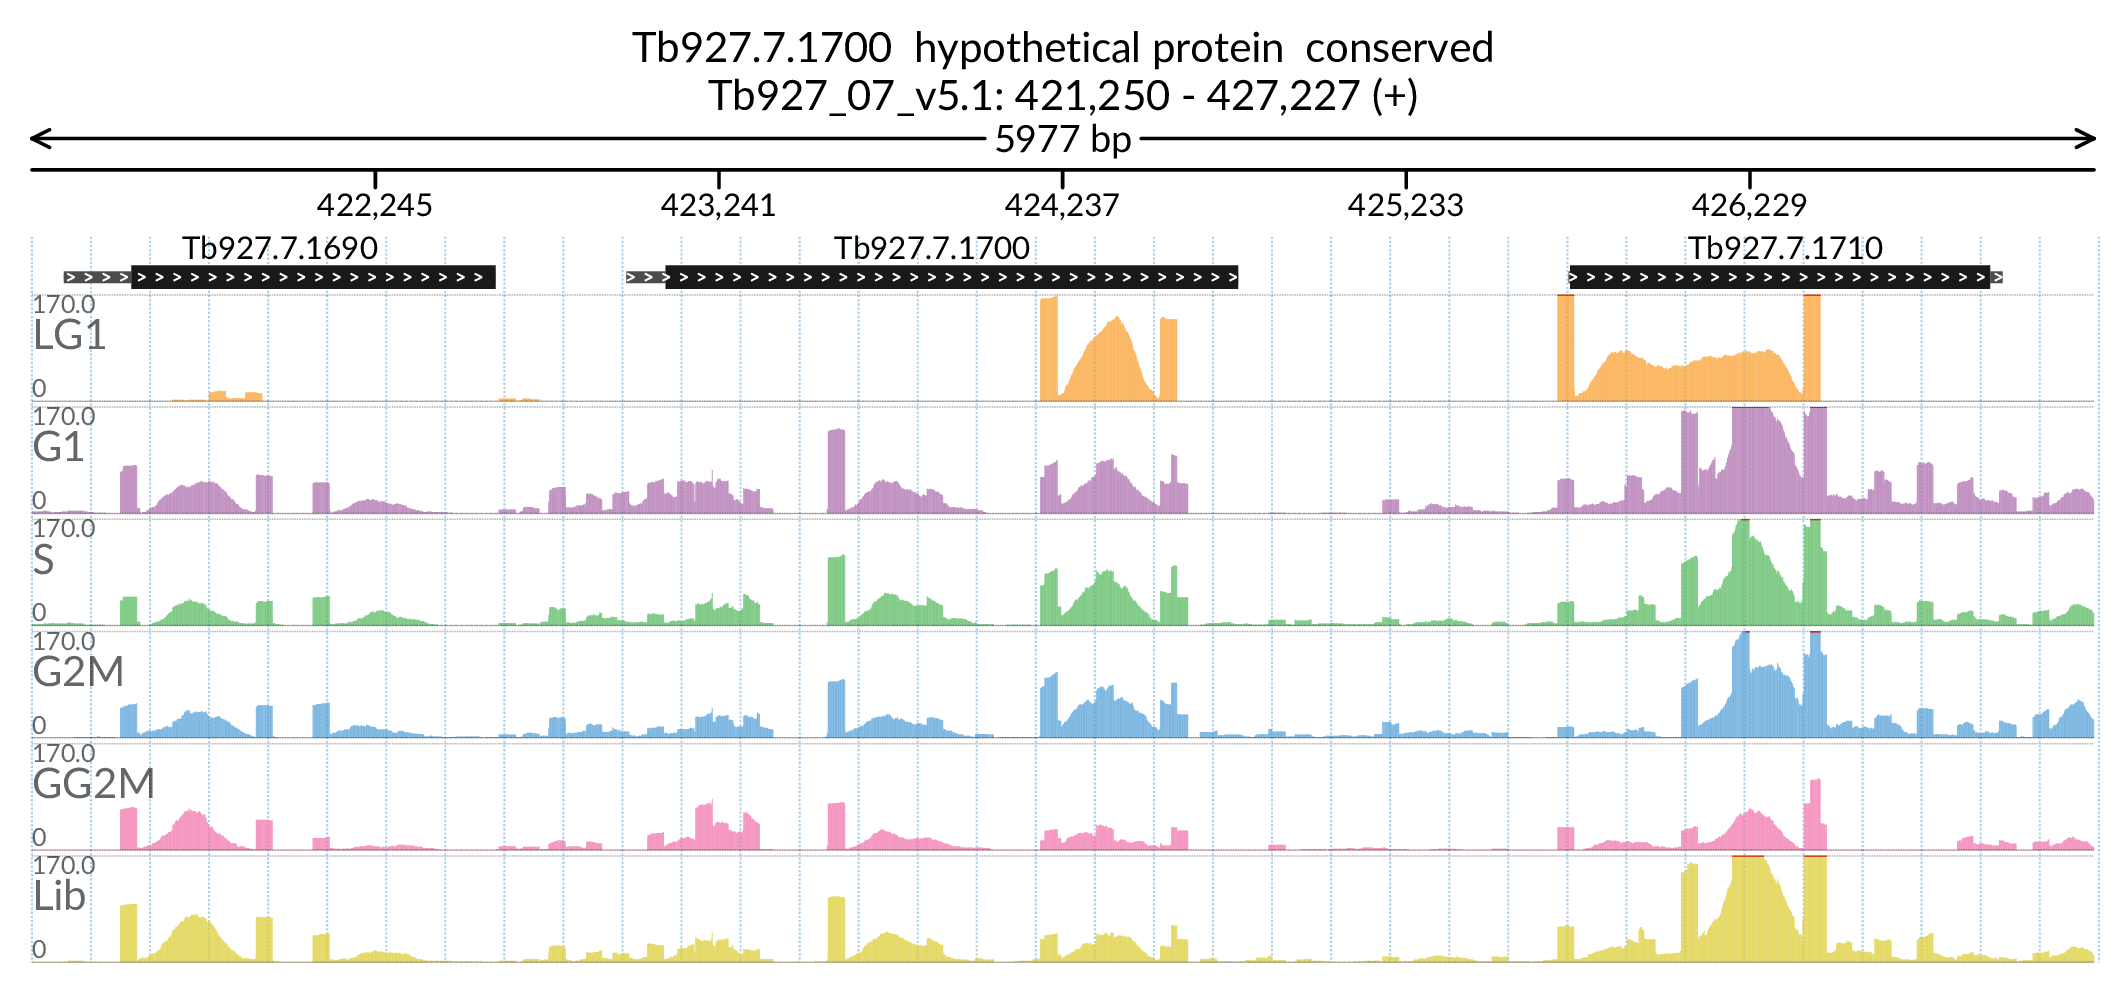 Tb927.7.1700 hypothetical protein conserved
Tb927_07_v5.1: 421,250 - 427,227 (+)
5977 bp
422,245 423,241 424,237 425,233 426,229
Tb927.7.1690 Tb927.7.1700 Tb927.7.1710
170.0
LG1
0
170.0
G1
0
170.0
S
0
170.0
G2M
0
170.0
GG2M
0
170.0
Lib
0